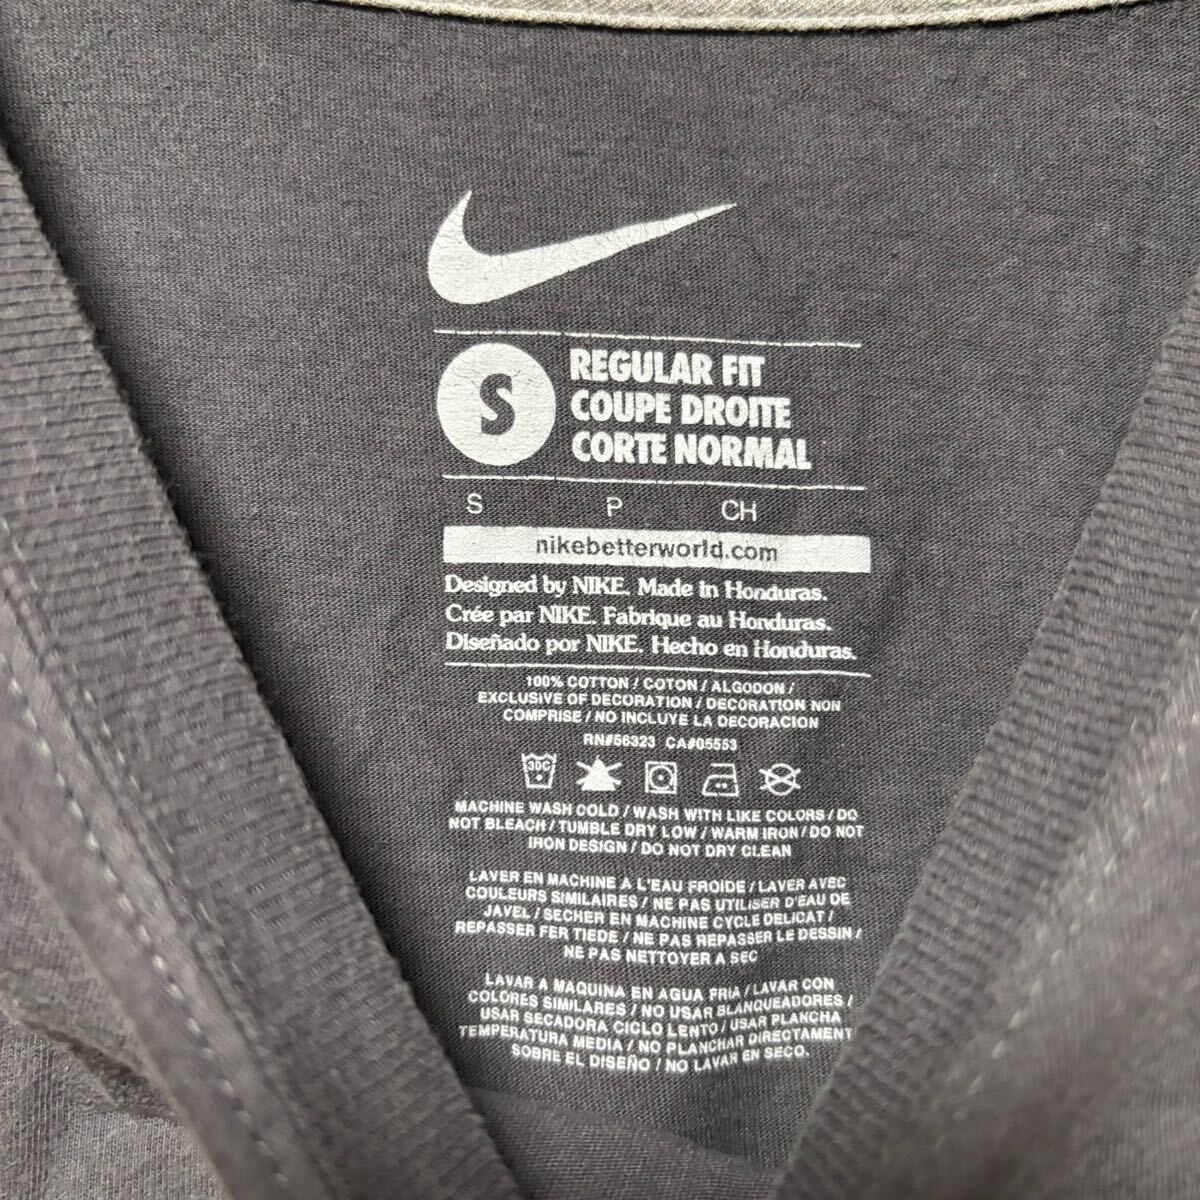 S
REGULAR FIT
COUPE DROITE
CORTE NORMAL
S P CH
nikebetterworld.com
Designed by NIKE. Made in Honduras.
Crée par NIKE. Fabrique au Honduras.
Diseñado por NIKE. Hecho en Honduras.
100% COTTON / COTON / ALGODON /
EXCLUSIVE OF DECORATION / DECORATION NON
COMPRISE / NO INCLUYE LA DECORACION
RN#56323 CA#05553
30C
MACHINE WASH COLD / WASH WITH LIKE COLORS / DO
NOT BLEACH / TUMBLE DRY LOW / WARM IRON / DO NOT
IRON DESIGN / DO NOT DRY CLEAN
LAVER EN MACHINE A L'EAU FROIDE / LAVER AVEC
COULEURS SIMILAIRES / NE PAS UTILISER D'EAU DE
JAVEL / SECHER EN MACHINE CYCLE DELICAT /
REPASSER FER TIEDE / NE PAS REPASSER LE DESSIN /
NE PAS NETTOYER A SEC
LAVAR A MAQUINA EN AGUA FRIA / LAVAR CON
COLORES SIMILARES / NO USAR BLANQUEADORES /
USAR SECADORA CICLO LENTO / USAR PLANCHA
TEMPERATURA MEDIA / NO PLANCHAR DIRECTAMENT
SOBRE EL DISEÑO / NO LAVAR EN SECO.